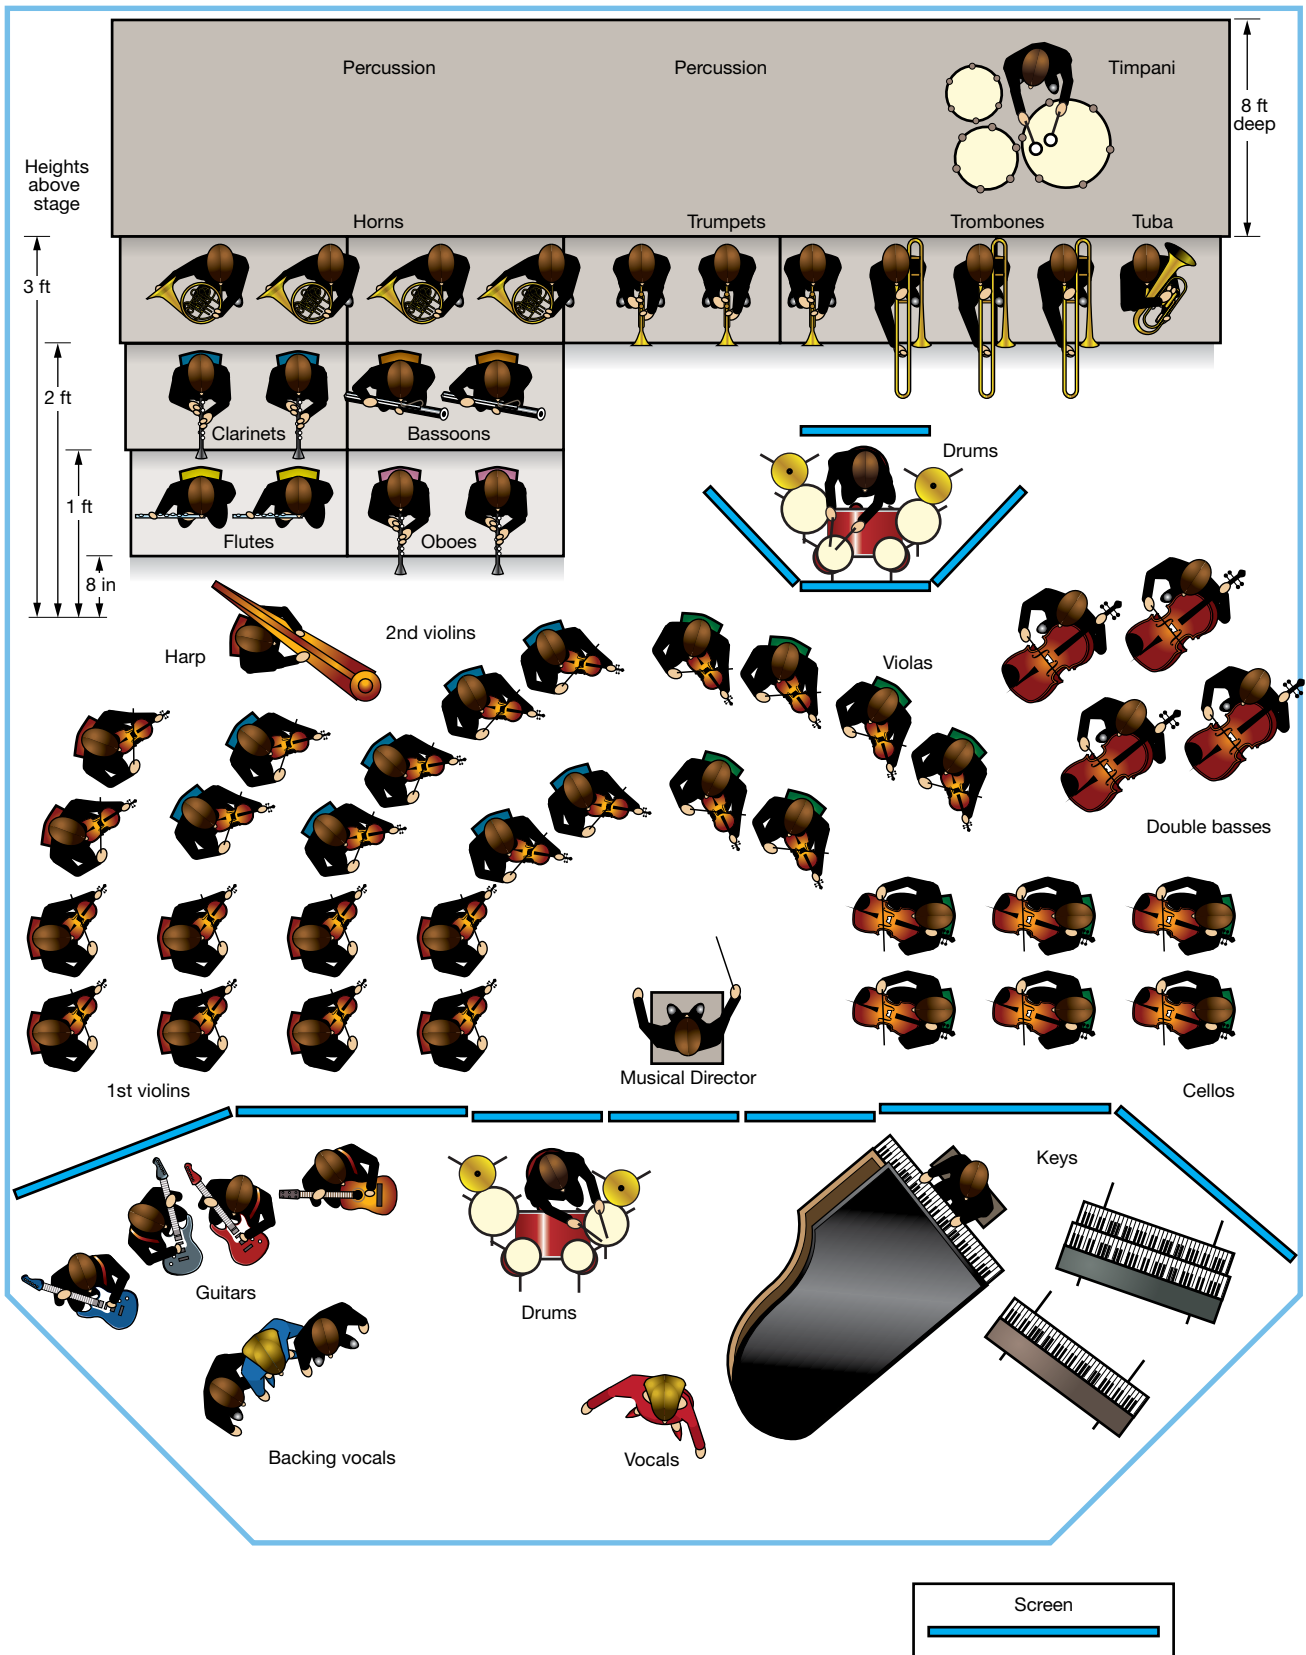 Percussion
Percussion
Timpani
8 ft
deep
Heights
above
stage
Horns
Trumpets
Trombones
Tuba
3 ft
2 ft
Clarinets
Bassoons
Drums
1 ft
Flutes
Oboes
8 in
Harp
2nd violins
Violas
Double basses
Musical Director
1st violins
Cellos
Keys
Guitars
Drums
Backing vocals
Vocals
Screen